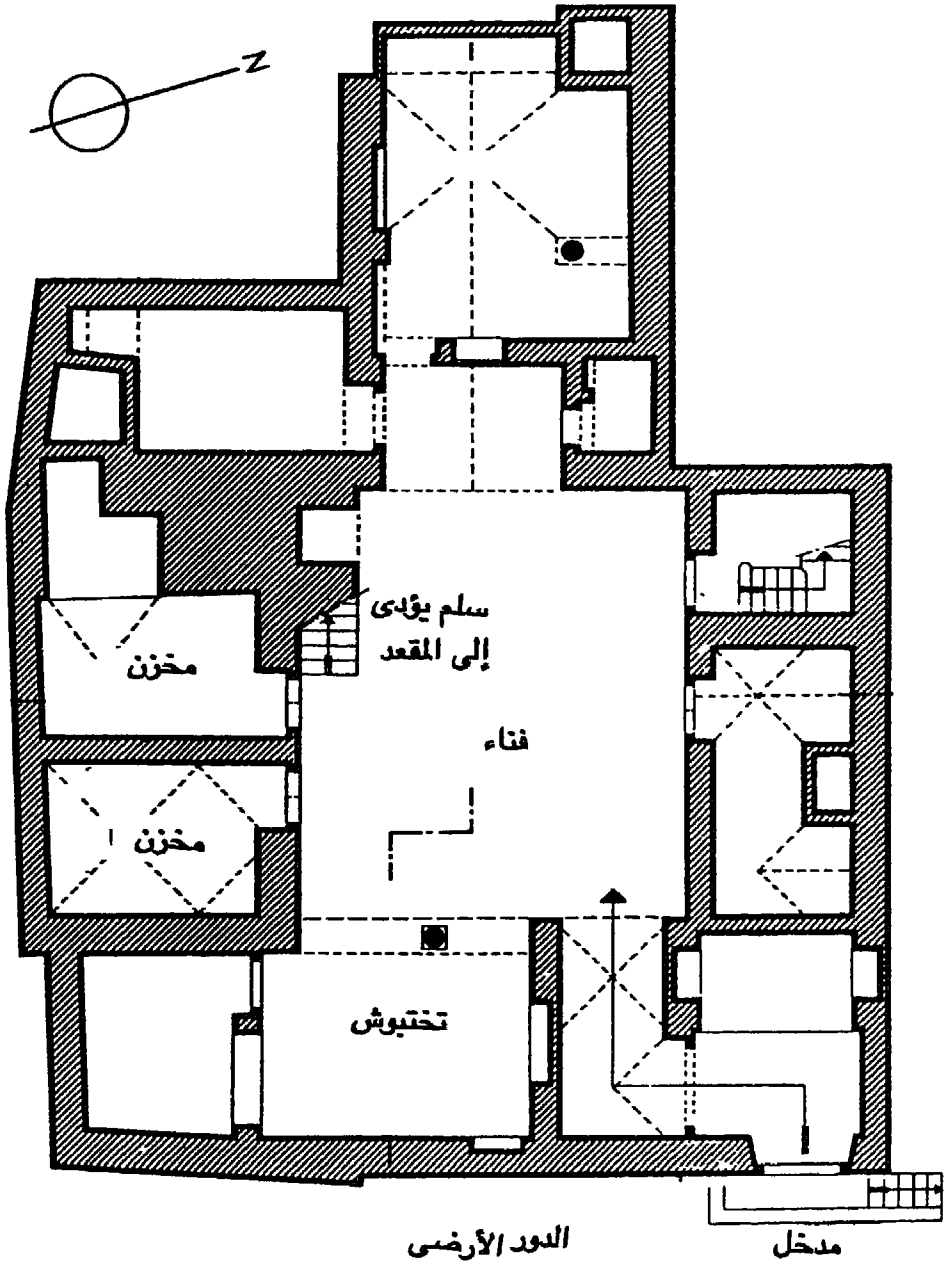 N
سلم يؤدى
إلى المقعد
مخزن
فناء
مخزن
تختبوش
الدور الأرضى
مدخل